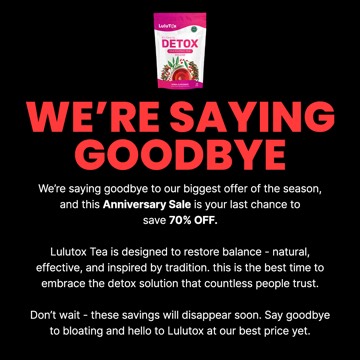 LuluTox
DETOX
WE'RE SAYING
GOODBYE
We're saying goodbye to our biggest offer of the season,
and this Anniversary Sale is your last chance to
save 70% OFF.
Lulutox Tea is designed to restore balance - natural,
effective, and inspired by tradition. this is the best time to
embrace the detox solution that countless people trust.
Don't wait - these savings will disappear soon. Say goodbye
to bloating and hello to Lulutox at our best price yet.